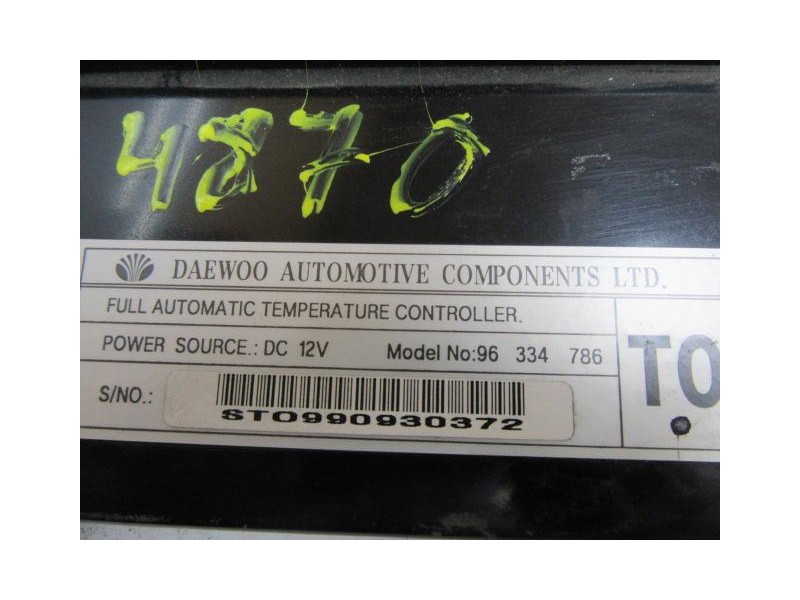 4870
DAEWOO AUTOMOTIVE COMPONENTS LTD.
FULL AUTOMATIC TEMPERATURE CONTROLLER.
POWER SOURCE.: DC 12V Model No:96 334 786
TO
S/NO.:
STO990930372